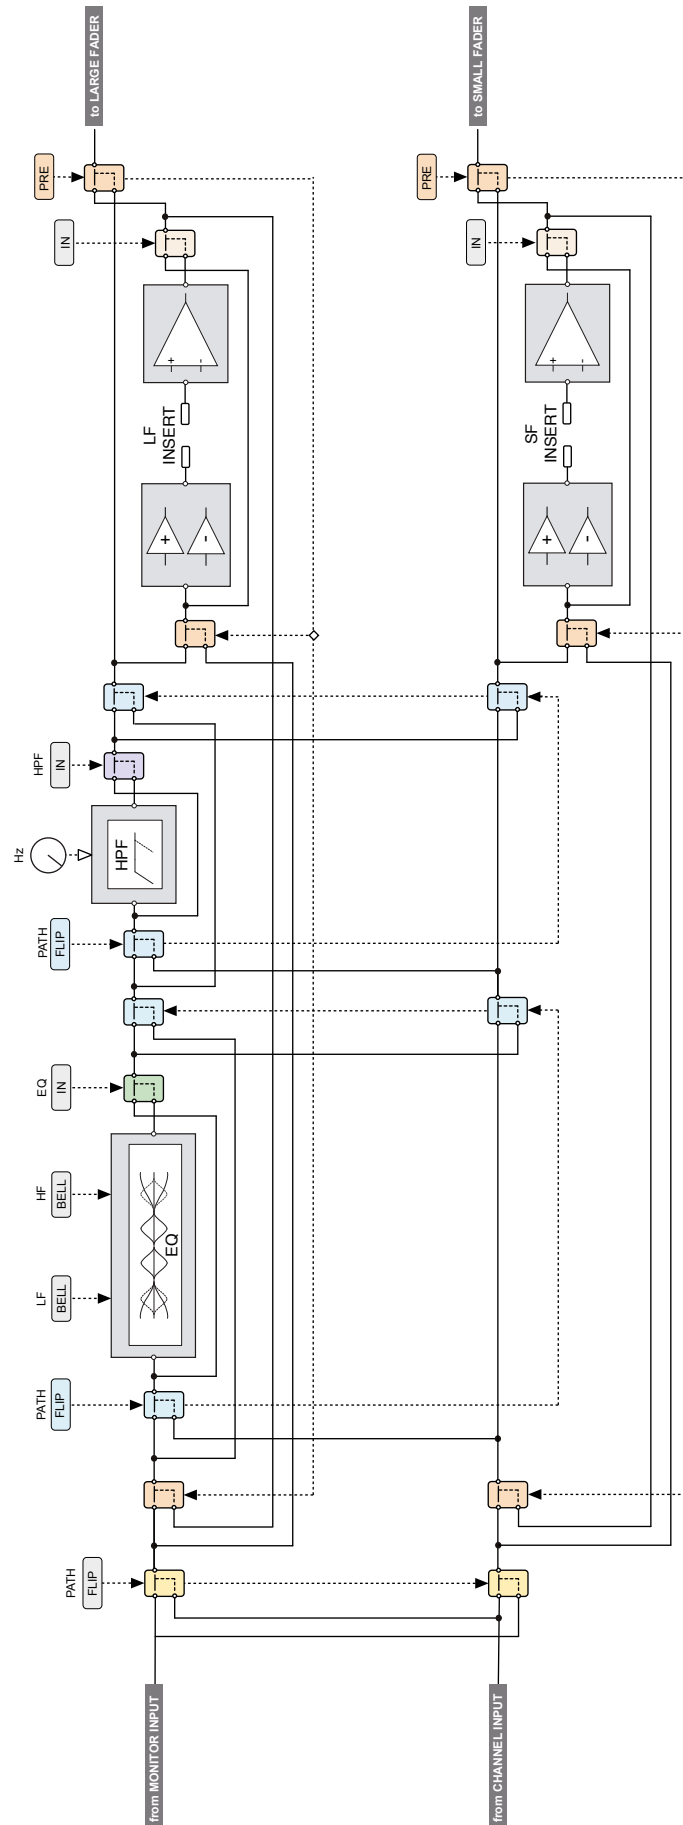 Hz
PATH
FLIP
LF
BELL
HF
BELL
EQ
IN
PATH
FLIP
HPF
IN
IN
PRE
PATH
FLIP
from MONITOR INPUT
EQ
HPF
+
-
LF
INSERT
+
-
to LARGE FADER
IN
PRE
from CHANNEL INPUT
+
-
SF
INSERT
+
-
to SMALL FADER